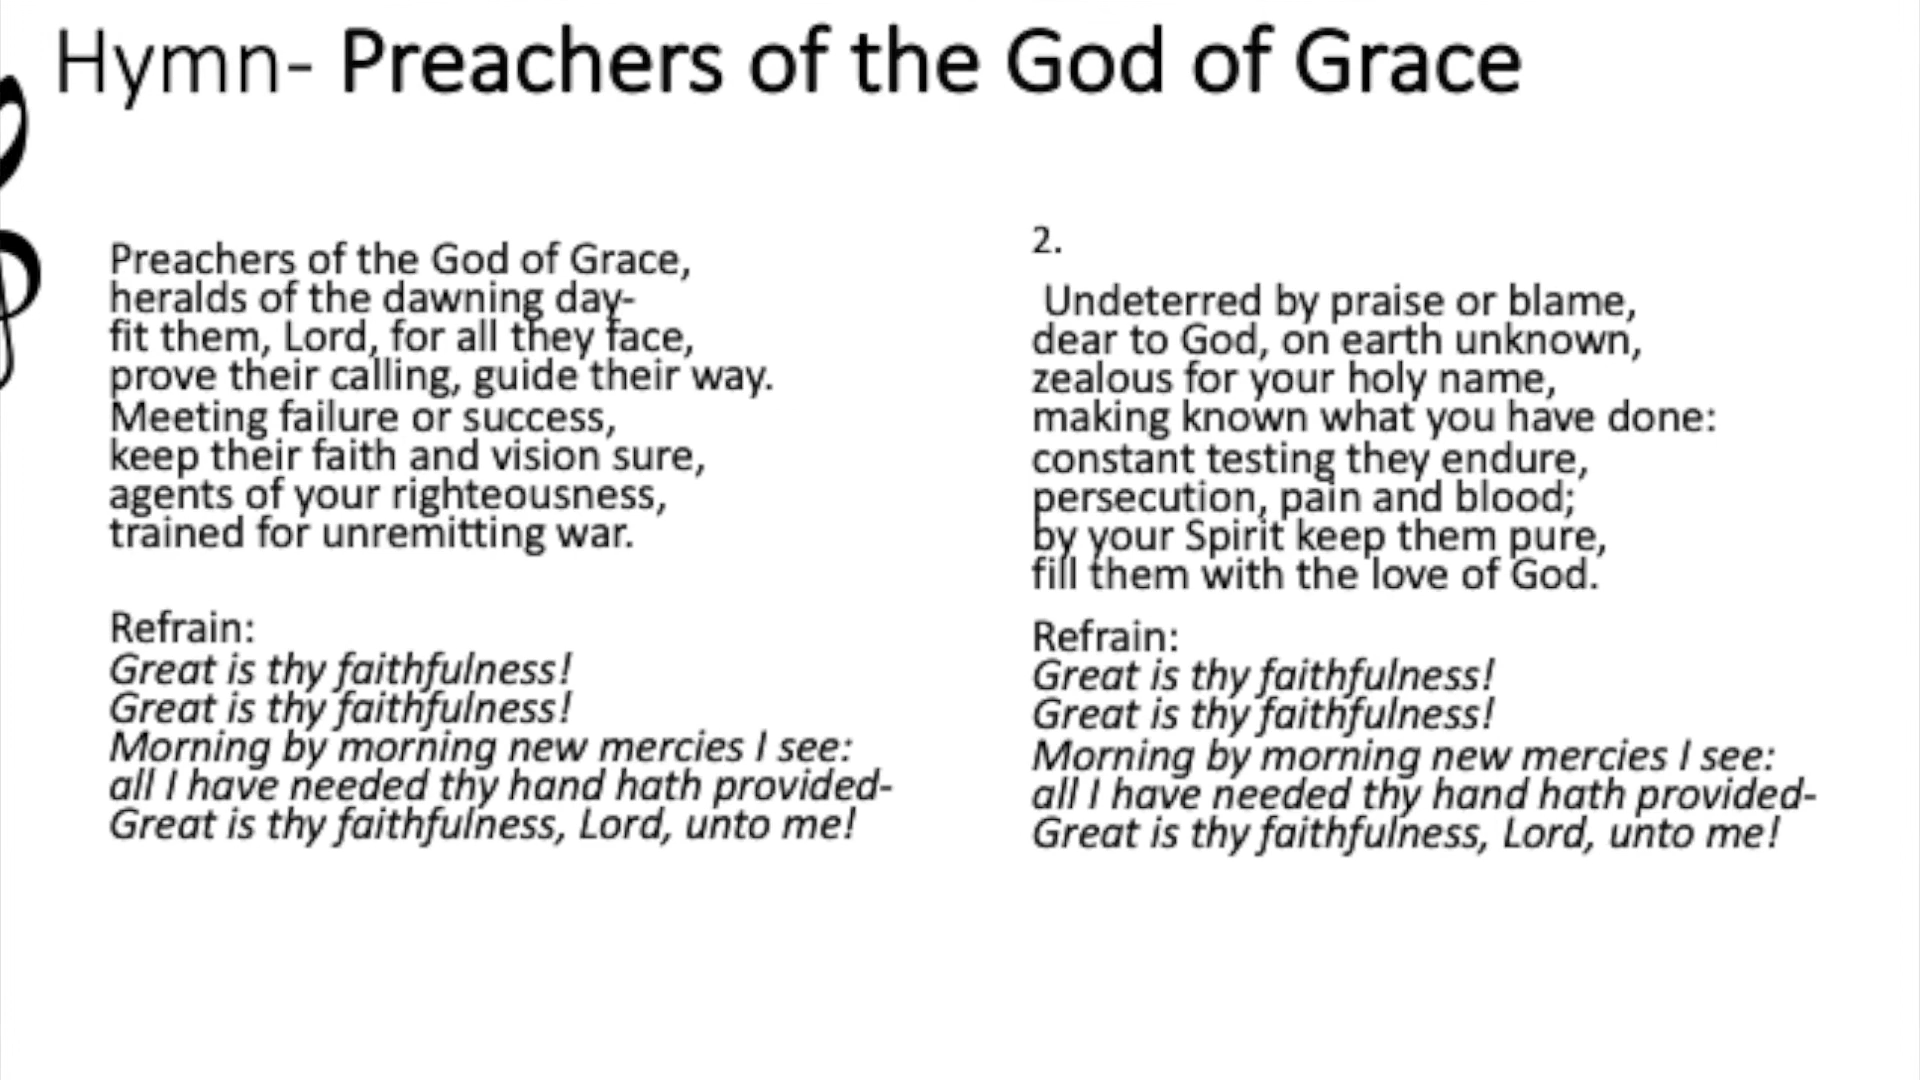 Hymn- Preachers of the God of Grace
Preachers of the God of Grace,
heralds of the dawning day-
fit them, Lord, for all they face,
prove their calling, guide their way.
Meeting failure or success,
keep their faith and vision sure,
agents of your righteousness,
trained for unremitting war.
Refrain:
Great is thy faithfulness!
Great is thy faithfulness!
Morning by morning new mercies I see:
all I have needed thy hand hath provided-
Great is thy faithfulness, Lord, unto me!
2.
Undeterred by praise or blame,
dear to God, on earth unknown,
zealous for your holy name,
making known what you have done:
constant testing they endure,
persecution, pain and blood;
by your Spirit keep them pure,
fill them with the love of God.
Refrain:
Great is thy faithfulness!
Great is thy faithfulness!
Morning by morning new mercies I see:
all I have needed thy hand hath provided-
Great is thy faithfulness, Lord, unto me!